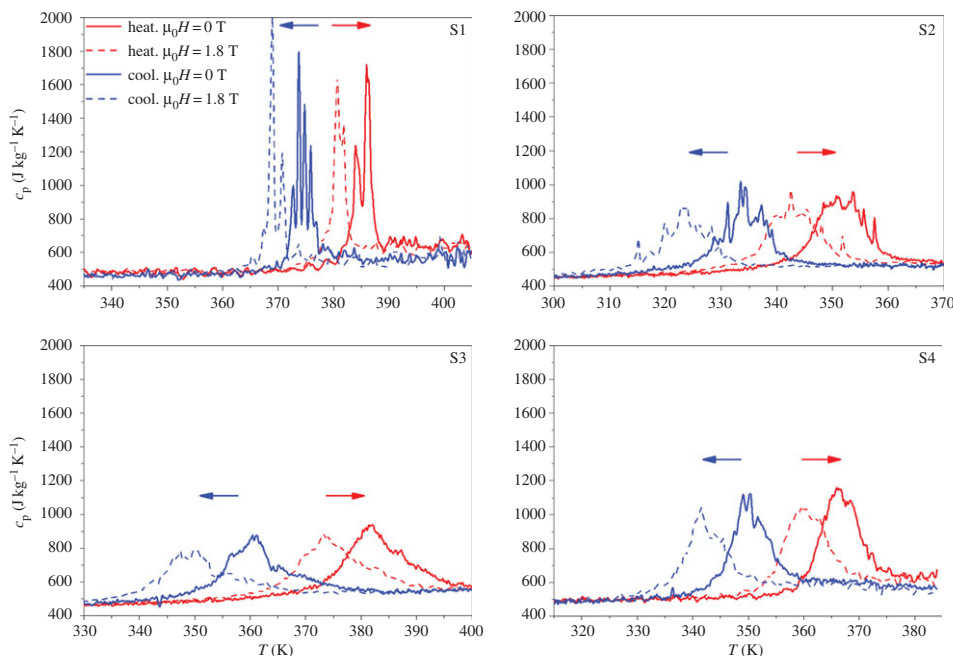 2000
1800
1600
1400
1200
1000
800
600
400
c_p (J kg⁻¹ K⁻¹)
heat. μ₀H = 0 T
heat. μ₀H = 1.8 T
cool. μ₀H = 0 T
cool. μ₀H = 1.8 T
S1
340 350 360 370 380 390 400
2000
1800
1600
1400
1200
1000
800
600
400
S2
300 310 320 330 340 350 360 370
2000
1800
1600
1400
1200
1000
800
600
400
c_p (J kg⁻¹ K⁻¹)
S3
330 340 350 360 370 380 390 400
T (K)
2000
1800
1600
1400
1200
1000
800
600
400
S4
320 330 340 350 360 370 380
T (K)